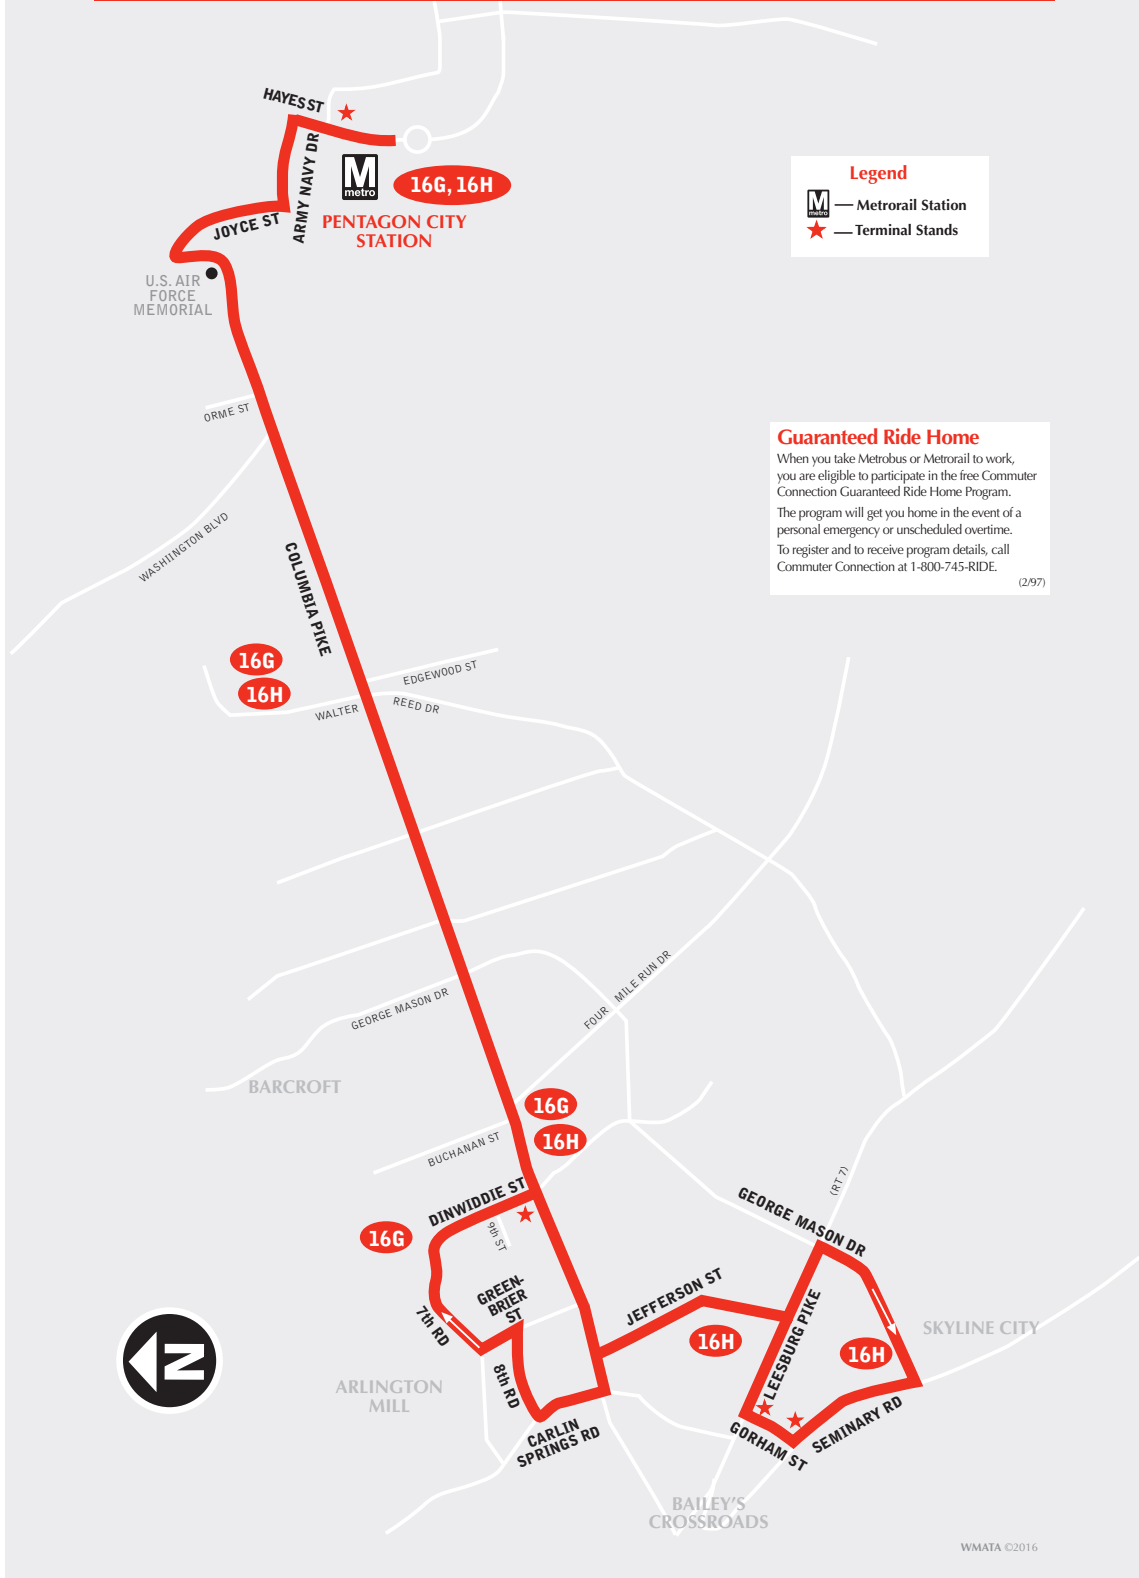 HAYES ST
ARMY NAVY DR
M
metro
16G, 16H
PENTAGON CITY
STATION
JOYCE ST
U.S. AIR
FORCE
MEMORIAL
Legend
M
metro
Metrorail Station
Terminal Stands
ORME ST
WASHIINGTON BLVD
COLUMBIA PIKE
Guaranteed Ride Home
When you take Metrobus or Metrorail to work,
you are eligible to participate in the free Commuter
Connection Guaranteed Ride Home Program.
The program will get you home in the event of a
personal emergency or unscheduled overtime.
To register and to receive program details, call
Commuter Connection at 1-800-745-RIDE.
(2/97)
16G
16H
EDGEWOOD ST
WALTER REED DR
GEORGE MASON DR
FOUR MILE RUN DR
BARCROFT
16G
16H
BUCHANAN ST
DINWIDDIE ST
9th ST
16G
GREEN-
BRIER
ST
7th RD
8th RD
CARLIN
SPRINGS RD
ARLINGTON
MILL
N
JEFFERSON ST
16H
(RT 7)
GEORGE MASON DR
LEESBURG PIKE
16H
SKYLINE CITY
SEMINARY RD
GORHAM ST
BAILEY'S
CROSSROADS
WMATA ©2016